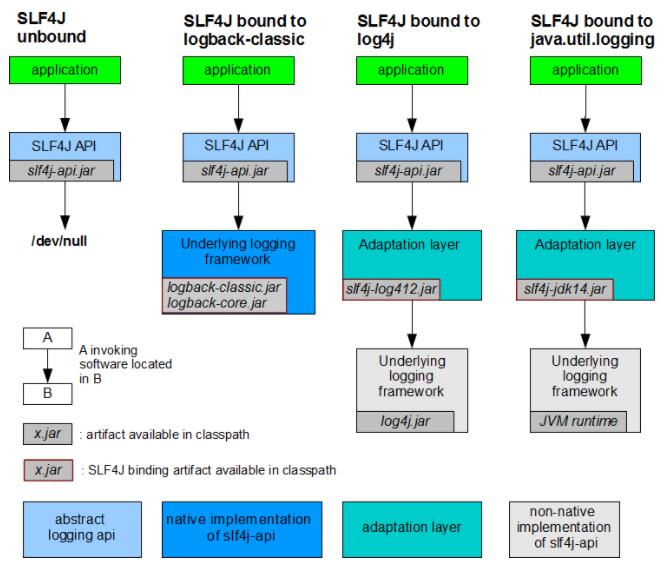 SLF4J
unbound
application
SLF4J API
slf4j-api.jar
/dev/null
SLF4J bound to
logback-classic
application
SLF4J API
slf4j-api.jar
Underlying logging
framework
logback-classic.jar
logback-core.jar
SLF4J bound to
log4j
application
SLF4J API
slf4j-api.jar
Adaptation layer
slf4j-log412.jar
Underlying
logging
framework
log4j.jar
SLF4J bound to
java.util.logging
application
SLF4J API
slf4j-api.jar
Adaptation layer
slf4j-jdk14.jar
Underlying
logging
framework
JVM runtime
A
B
A invoking
software located
in B
x.jar : artifact available in classpath
x.jar : SLF4J binding artifact available in classpath
abstract
logging api
native implementation
of slf4j-api
adaptation layer
non-native
implementation
of slf4j-api